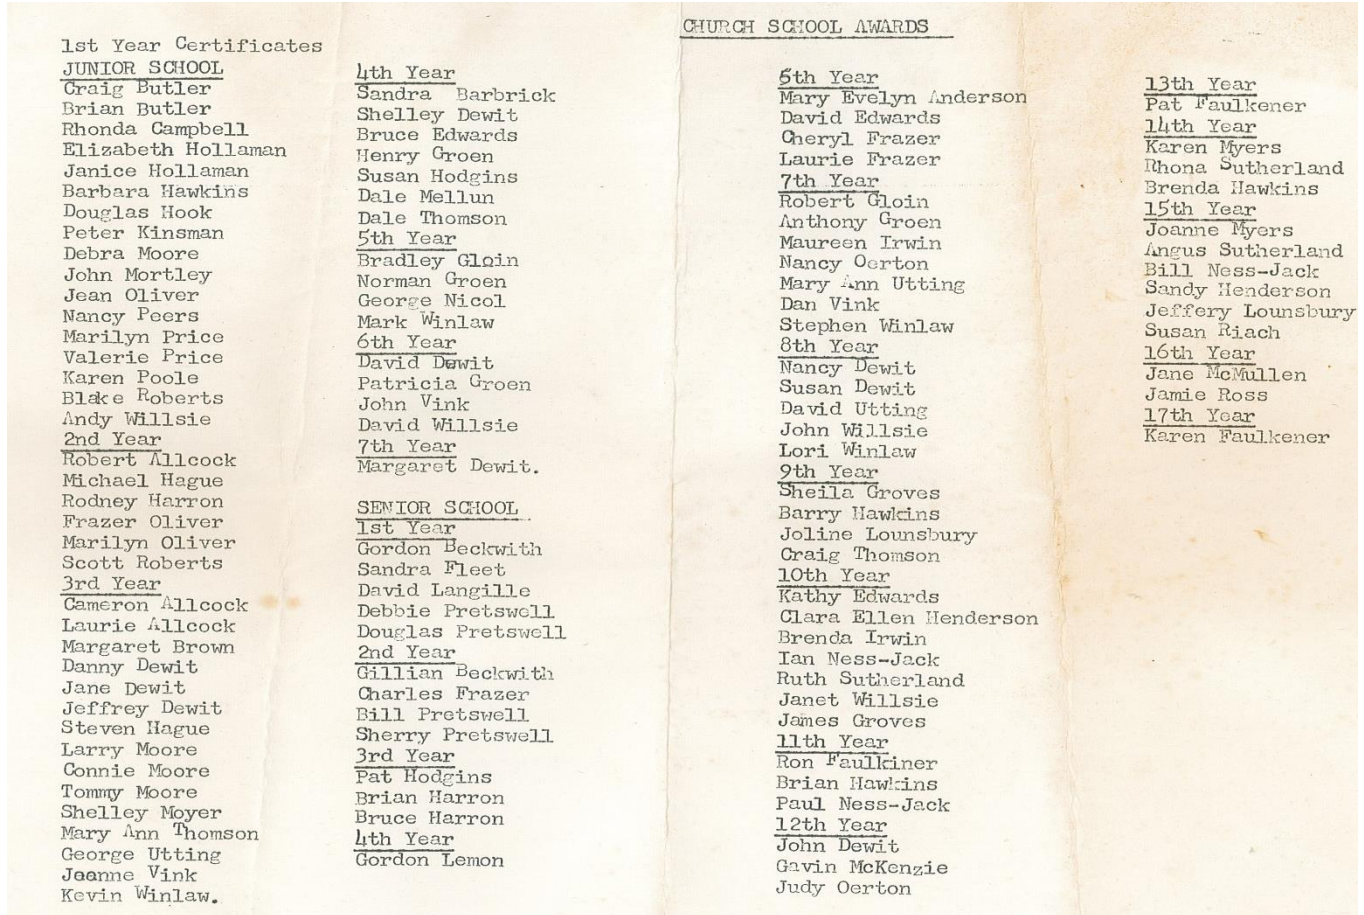 CHURCH SCHOOL AWARDS
1st Year Certificates
JUNIOR SCHOOL
Craig Butler
Brian Butler
Rhonda Campbell
Elizabeth Hollaman
Janice Hollaman
Barbara Hawkins
Douglas Hook
Peter Kinsman
Debra Moore
John Mortley
Jean Oliver
Nancy Peers
Marilyn Price
Valerie Price
Karen Poole
Blake Roberts
Andy Willsie
2nd Year
Robert Allcock
Michael Hague
Rodney Harron
Frazer Oliver
Marilyn Oliver
Scott Roberts
3rd Year
Cameron Allcock
Laurie Allcock
Margaret Brown
Danny Dewit
Jane Dewit
Jeffrey Dewit
Steven Hague
Larry Moore
Connie Moore
Tommy Moore
Shelley Moyer
Mary Ann Thomson
George Utting
Joanne Vink
Kevin Winlaw.
4th Year
Sandra Barbrick
Shelley Dewit
Bruce Edwards
Henry Groen
Susan Hodgins
Dale Mellun
Dale Thomson
5th Year
Bradley Gloin
Norman Groen
George Nicol
Mark Winlaw
6th Year
David Dewit
Patricia Groen
John Vink
David Willsie
7th Year
Margaret Dewit.
SENIOR SCHOOL
1st Year
Gordon Beckwith
Sandra Fleet
David Langille
Debbie Pretswell
Douglas Pretswell
2nd Year
Gillian Beckwith
Charles Frazer
Bill Pretswell
Sherry Pretswell
3rd Year
Pat Hodgins
Brian Harron
Bruce Harron
4th Year
Gordon Lemon
5th Year
Mary Evelyn Anderson
David Edwards
Cheryl Frazer
Laurie Frazer
7th Year
Robert Gloin
Anthony Groen
Maureen Irwin
Nancy Oerton
Mary Ann Utting
Dan Vink
Stephen Winlaw
8th Year
Nancy Dewit
Susan Dewit
David Utting
John Willsie
Lori Winlaw
9th Year
Sheila Groves
Barry Hawkins
Joline Lounsbury
Craig Thomson
10th Year
Kathy Edwards
Clara Ellen Henderson
Brenda Irwin
Ian Ness-Jack
Ruth Sutherland
Janet Willsie
James Groves
11th Year
Ron Faulkiner
Brian Hawkins
Paul Ness-Jack
12th Year
John Dewit
Gavin McKenzie
Judy Oerton
13th Year
Pat Faulkener
14th Year
Karen Myers
Rhona Sutherland
Brenda Hawkins
15th Year
Joanne Myers
Angus Sutherland
Bill Ness-Jack
Sandy Henderson
Jeffery Lounsbury
Susan Riach
16th Year
Jane McMullen
Jamie Ross
17th Year
Karen Faulkener